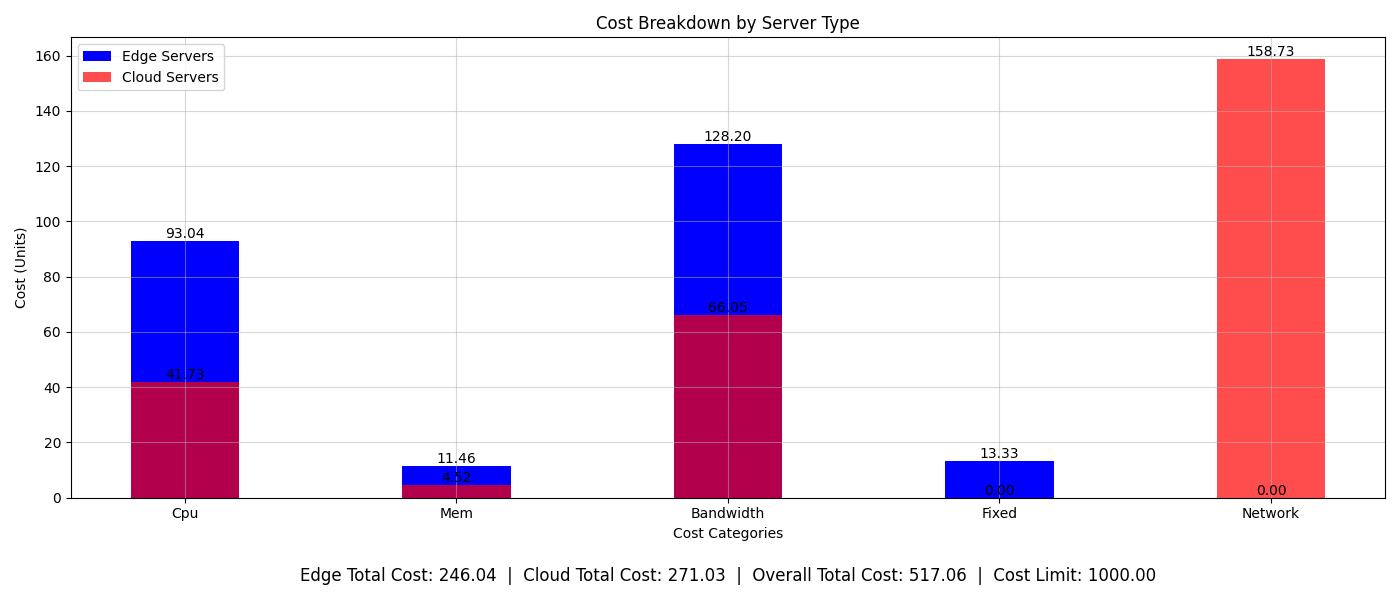 Cost Breakdown by Server Type
Edge Servers
Cloud Servers
Cost (Units)
160
140
120
100
80
60
40
20
0
93.04
41.73
11.46
4.52
128.20
66.05
13.33
0.00
158.73
0.00
Cpu
Mem
Bandwidth
Fixed
Network
Cost Categories
Edge Total Cost: 246.04 | Cloud Total Cost: 271.03 | Overall Total Cost: 517.06 | Cost Limit: 1000.00